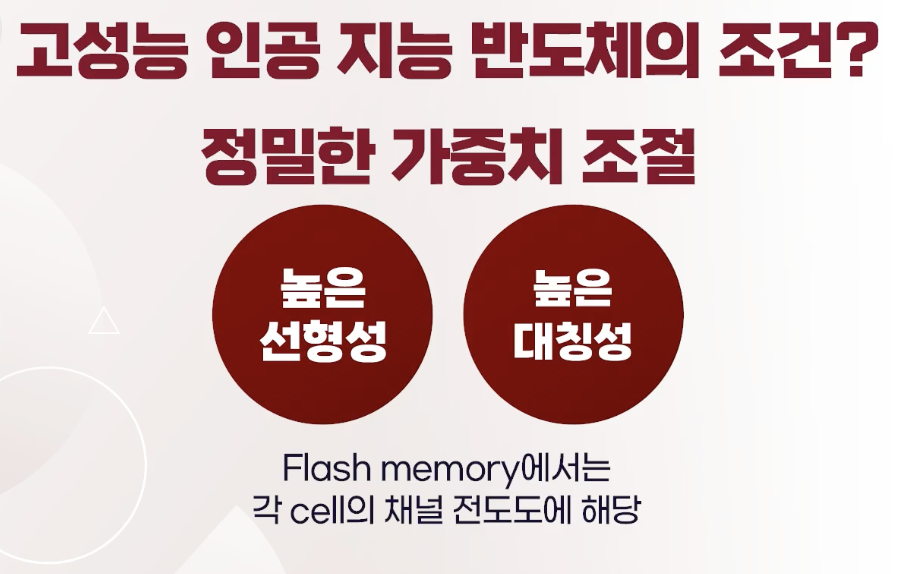 고성능 인공 지능 반도체의 조건?
정밀한 가중치 조절
높은
선형성
높은
대칭성
Flash memory에서는
각 cell의 채널 전도도에 해당